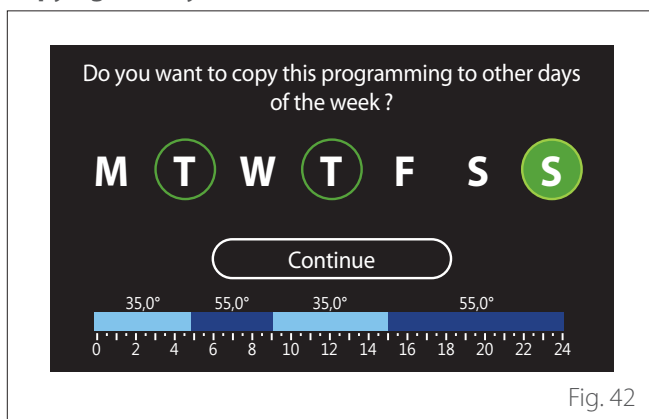 Do you want to copy this programming to other days
of the week ?
M T W T F S S
Continue
35,0° 55,0° 35,0° 55,0°
0 2 4 6 8 10 12 14 16 18 20 22 24
Fig. 42